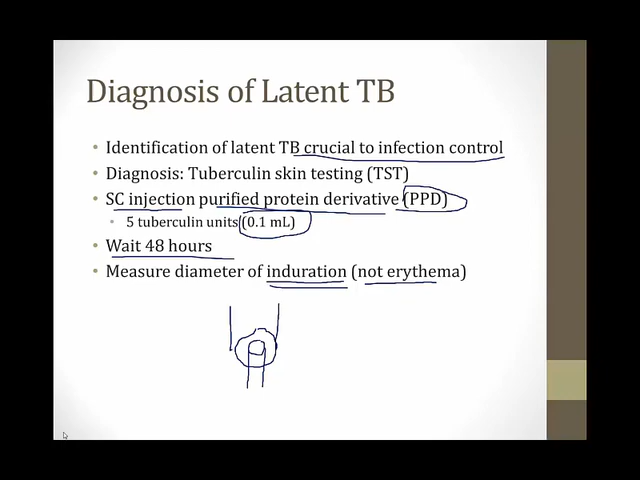 Diagnosis of Latent TB
• Identification of latent TB crucial to infection control
• Diagnosis: Tuberculin skin testing (TST)
• SC injection purified protein derivative (PPD)
• 5 tuberculin units (0.1 mL)
• Wait 48 hours
• Measure diameter of induration (not erythema)